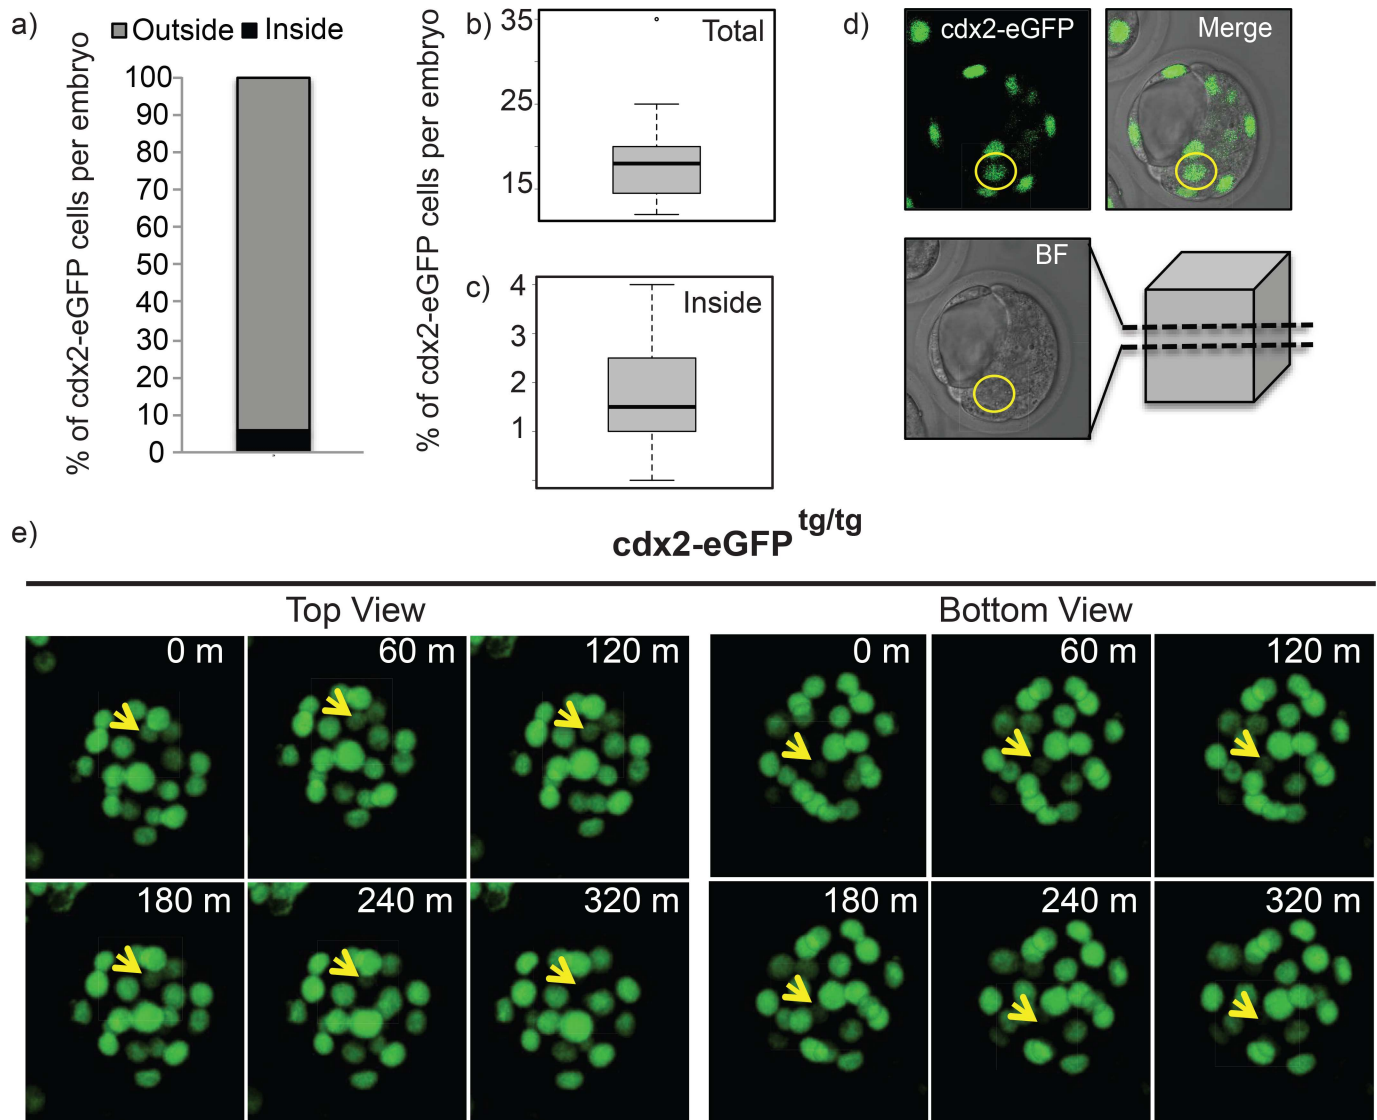 a)
Outside Inside
% of cdx2-eGFP cells per embryo
100
90
80
70
60
50
40
30
20
10
0
b)
% of cdx2-eGFP cells per embryo
Total
35
25
15
c)
Inside
4
3
2
1
d)
cdx2-eGFP
Merge
BF
e)
cdx2-eGFP tg/tg
Top View
Bottom View
0 m 60 m 120 m 0 m 60 m 120 m
180 m 240 m 320 m 180 m 240 m 320 m